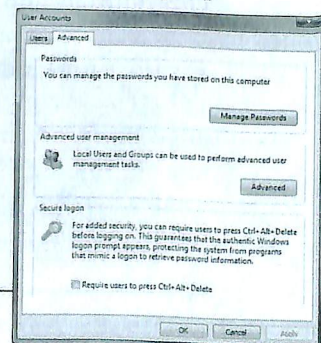 User Accounts
Users Advanced
Passwords
You can manage the passwords you have stored on this computer
Manage Passwords
Advanced user management
Local Users and Groups can be used to perform advanced user
management tasks.
Advanced
Secure logon
For added security, you can require users to press Ctrl+Alt+Delete
before logging on. This guarantees that the authentic Windows
logon prompt appears, protecting the system from programs
that mimic a logon to retrieve password information.
Require users to press Ctrl+Alt+Delete
OK Cancel Apply